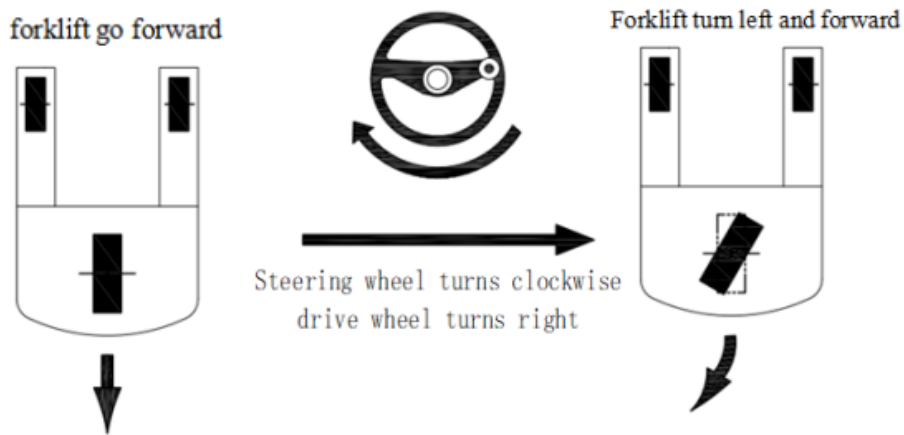 forklift go forward
Forklift turn left and forward
Steering wheel turns clockwise
drive wheel turns right